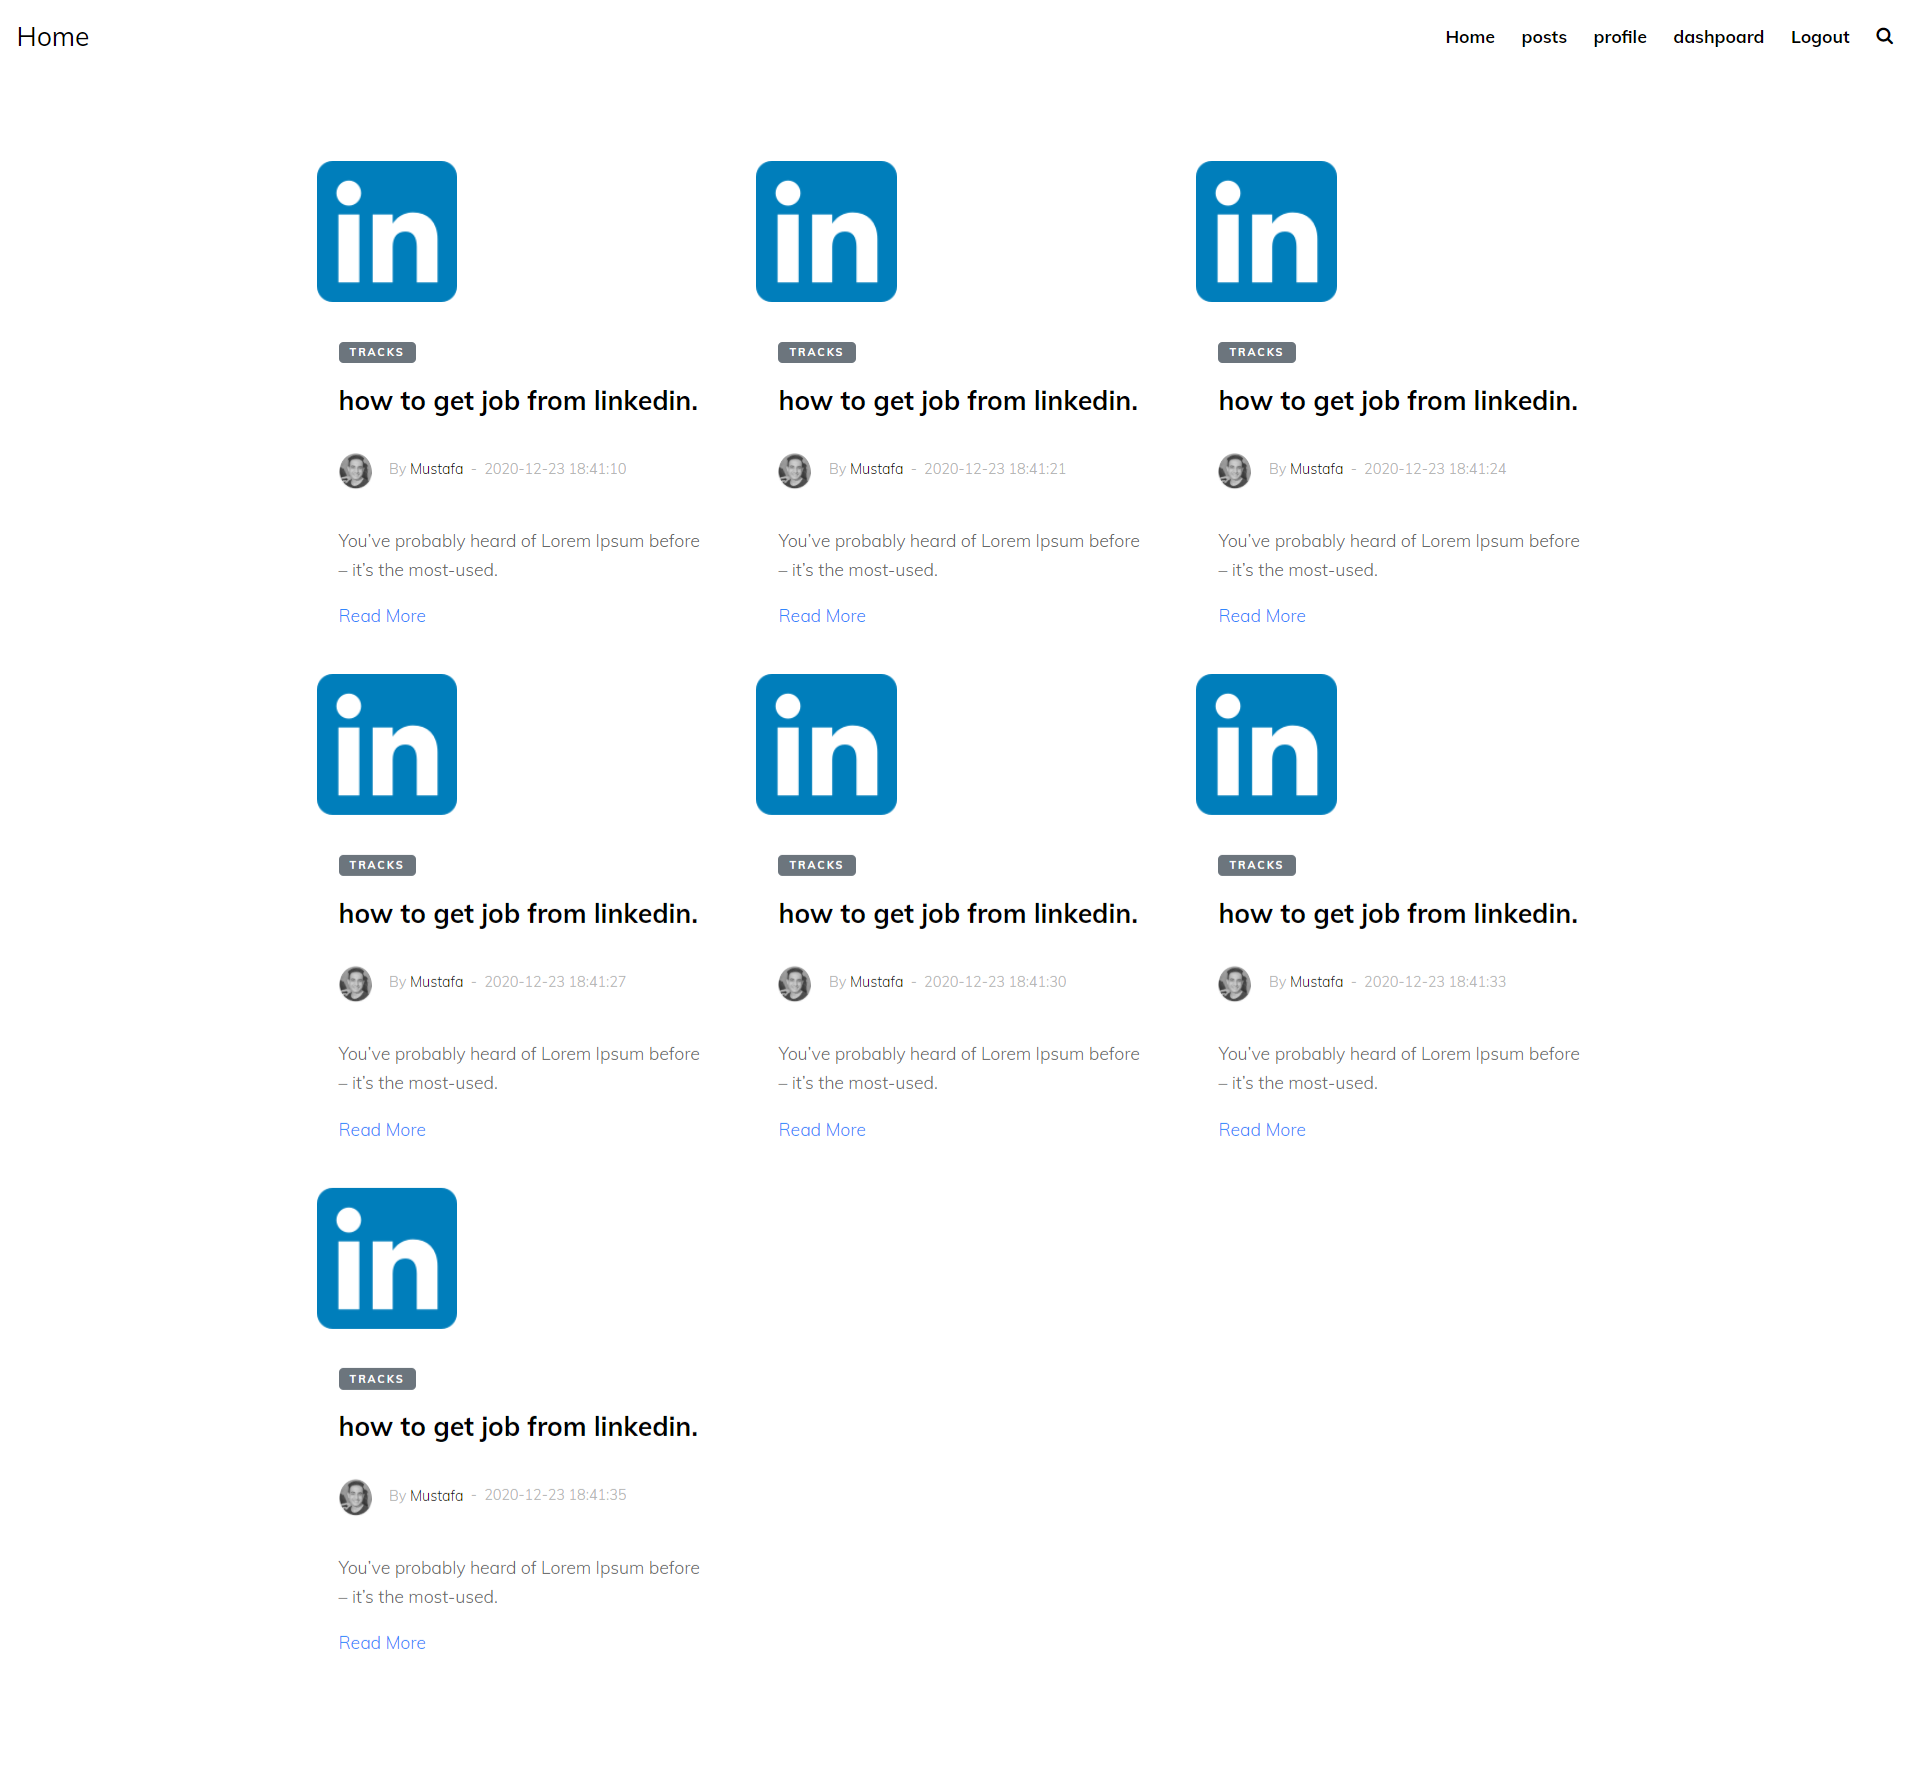 Home
Home posts profile dashpoard Logout
in
TRACKS
how to get job from linkedin.
By Mustafa - 2020-12-23 18:41:10
You've probably heard of Lorem Ipsum before
– it's the most-used.
Read More
in
TRACKS
how to get job from linkedin.
By Mustafa - 2020-12-23 18:41:21
You've probably heard of Lorem Ipsum before
– it's the most-used.
Read More
in
TRACKS
how to get job from linkedin.
By Mustafa - 2020-12-23 18:41:24
You've probably heard of Lorem Ipsum before
– it's the most-used.
Read More
in
TRACKS
how to get job from linkedin.
By Mustafa - 2020-12-23 18:41:27
You've probably heard of Lorem Ipsum before
– it's the most-used.
Read More
in
TRACKS
how to get job from linkedin.
By Mustafa - 2020-12-23 18:41:30
You've probably heard of Lorem Ipsum before
– it's the most-used.
Read More
in
TRACKS
how to get job from linkedin.
By Mustafa - 2020-12-23 18:41:33
You've probably heard of Lorem Ipsum before
– it's the most-used.
Read More
in
TRACKS
how to get job from linkedin.
By Mustafa - 2020-12-23 18:41:35
You've probably heard of Lorem Ipsum before
– it's the most-used.
Read More